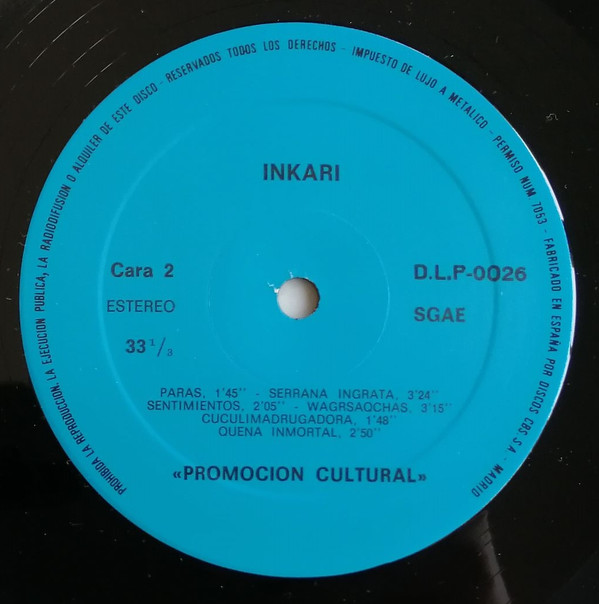 PROHIBIDA LA REPRODUCCION, LA EJECUCION PUBLICA, LA RADIODIFUSION O ALQUILER DE ESTE DISCO - RESERVADOS TODOS LOS DERECHOS - IMPUESTO DE LUJO A METALICO - PERMISO NUM 7053 - FABRICADO EN ESPAÑA POR DISCOS CBS S.A. - MADRID
INKARI
Cara 2
D.L.P-0026
ESTEREO
SGAE
33 1/3
PARAS, 1'45'' - SERRANA INGRATA, 3'24''
SENTIMIENTOS, 2'05'' - WAGRSAQCHAS, 3'15''
CUCULIMADRUGADORA, 1'48''
QUENA INMORTAL, 2'50''
«PROMOCION CULTURAL»